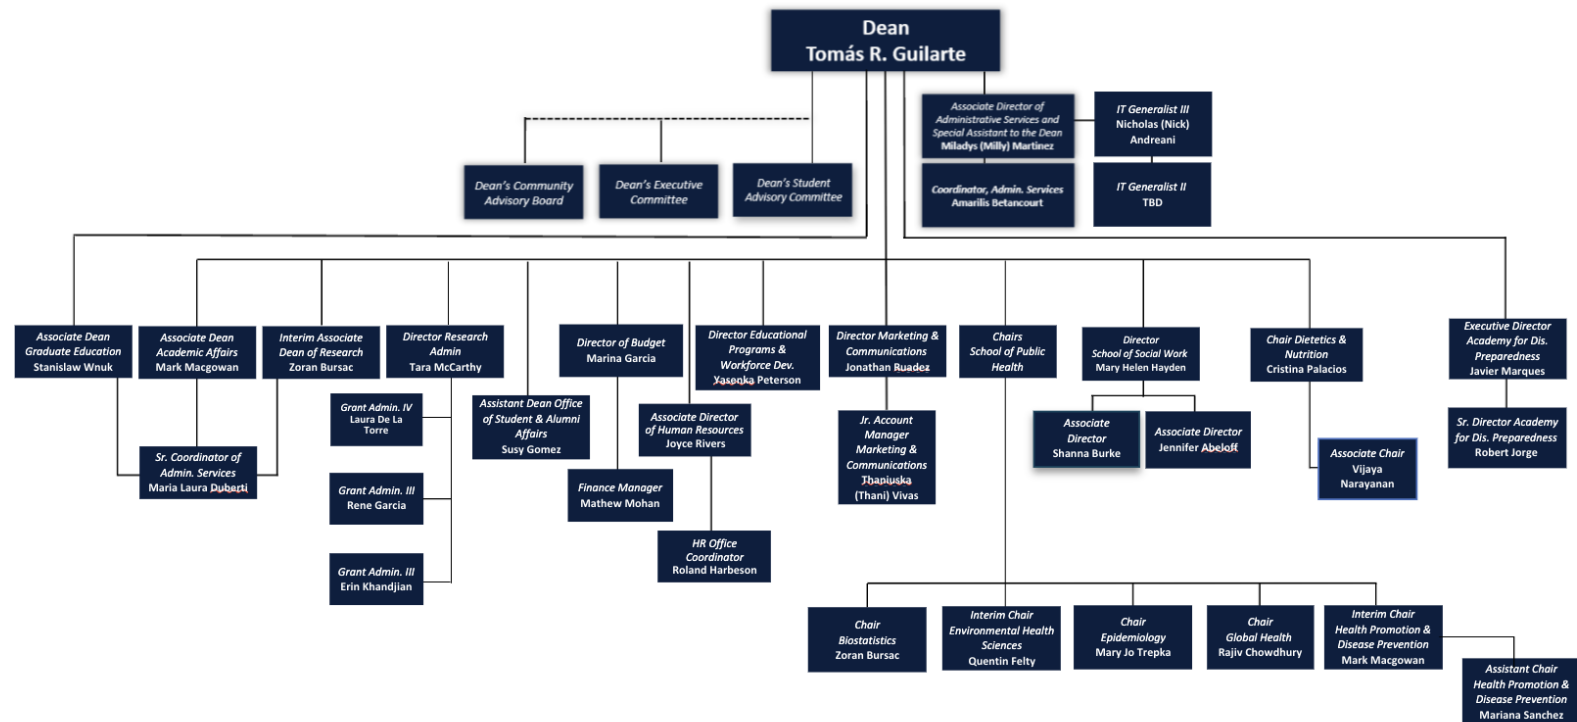 Dean
Tomás R. Guilarte
Associate Director of
Administrative Services and
Special Assistant to the Dean
Miladys (Milly) Martinez
IT Generalist III
Nicholas (Nick)
Andreani
Dean's Community
Advisory Board
Dean's Executive
Committee
Dean's Student
Advisory Committee
Coordinator, Admin. Services
Amarilis Betancourt
IT Generalist II
TBD
Associate Dean
Graduate Education
Stanislaw Wnuk
Associate Dean
Academic Affairs
Mark Macgowan
Interim Associate
Dean of Research
Zoran Bursac
Director Research
Admin
Tara McCarthy
Director of Budget
Marina Garcia
Director Educational
Programs &
Workforce Dev.
Yasenka Peterson
Director Marketing &
Communications
Jonathan Ruadez
Chairs
School of Public
Health
Director
School of Social Work
Mary Helen Hayden
Chair Dietetics &
Nutrition
Cristina Palacios
Executive Director
Academy for Dis.
Preparedness
Javier Marques
Grant Admin. IV
Laura De La
Torre
Assistant Dean Office
of Student & Alumni
Affairs
Susy Gomez
Associate Director
of Human Resources
Joyce Rivers
Jr. Account
Manager
Marketing &
Communications
Thaniuska
(Thani) Vivas
Associate
Director
Shanna Burke
Associate Director
Jennifer Abeloff
Associate Chair
Vijaya
Narayanan
Sr. Director Academy
for Dis. Preparedness
Robert Jorge
Sr. Coordinator of
Admin. Services
Maria Laura Duberti
Grant Admin. III
Rene Garcia
Finance Manager
Mathew Mohan
HR Office
Coordinator
Roland Harbeson
Grant Admin. III
Erin Khandjian
Chair
Biostatistics
Zoran Bursac
Interim Chair
Environmental Health
Sciences
Quentin Felty
Chair
Epidemiology
Mary Jo Trepka
Chair
Global Health
Rajiv Chowdhury
Interim Chair
Health Promotion &
Disease Prevention
Mark Macgowan
Assistant Chair
Health Promotion &
Disease Prevention
Mariana Sanchez